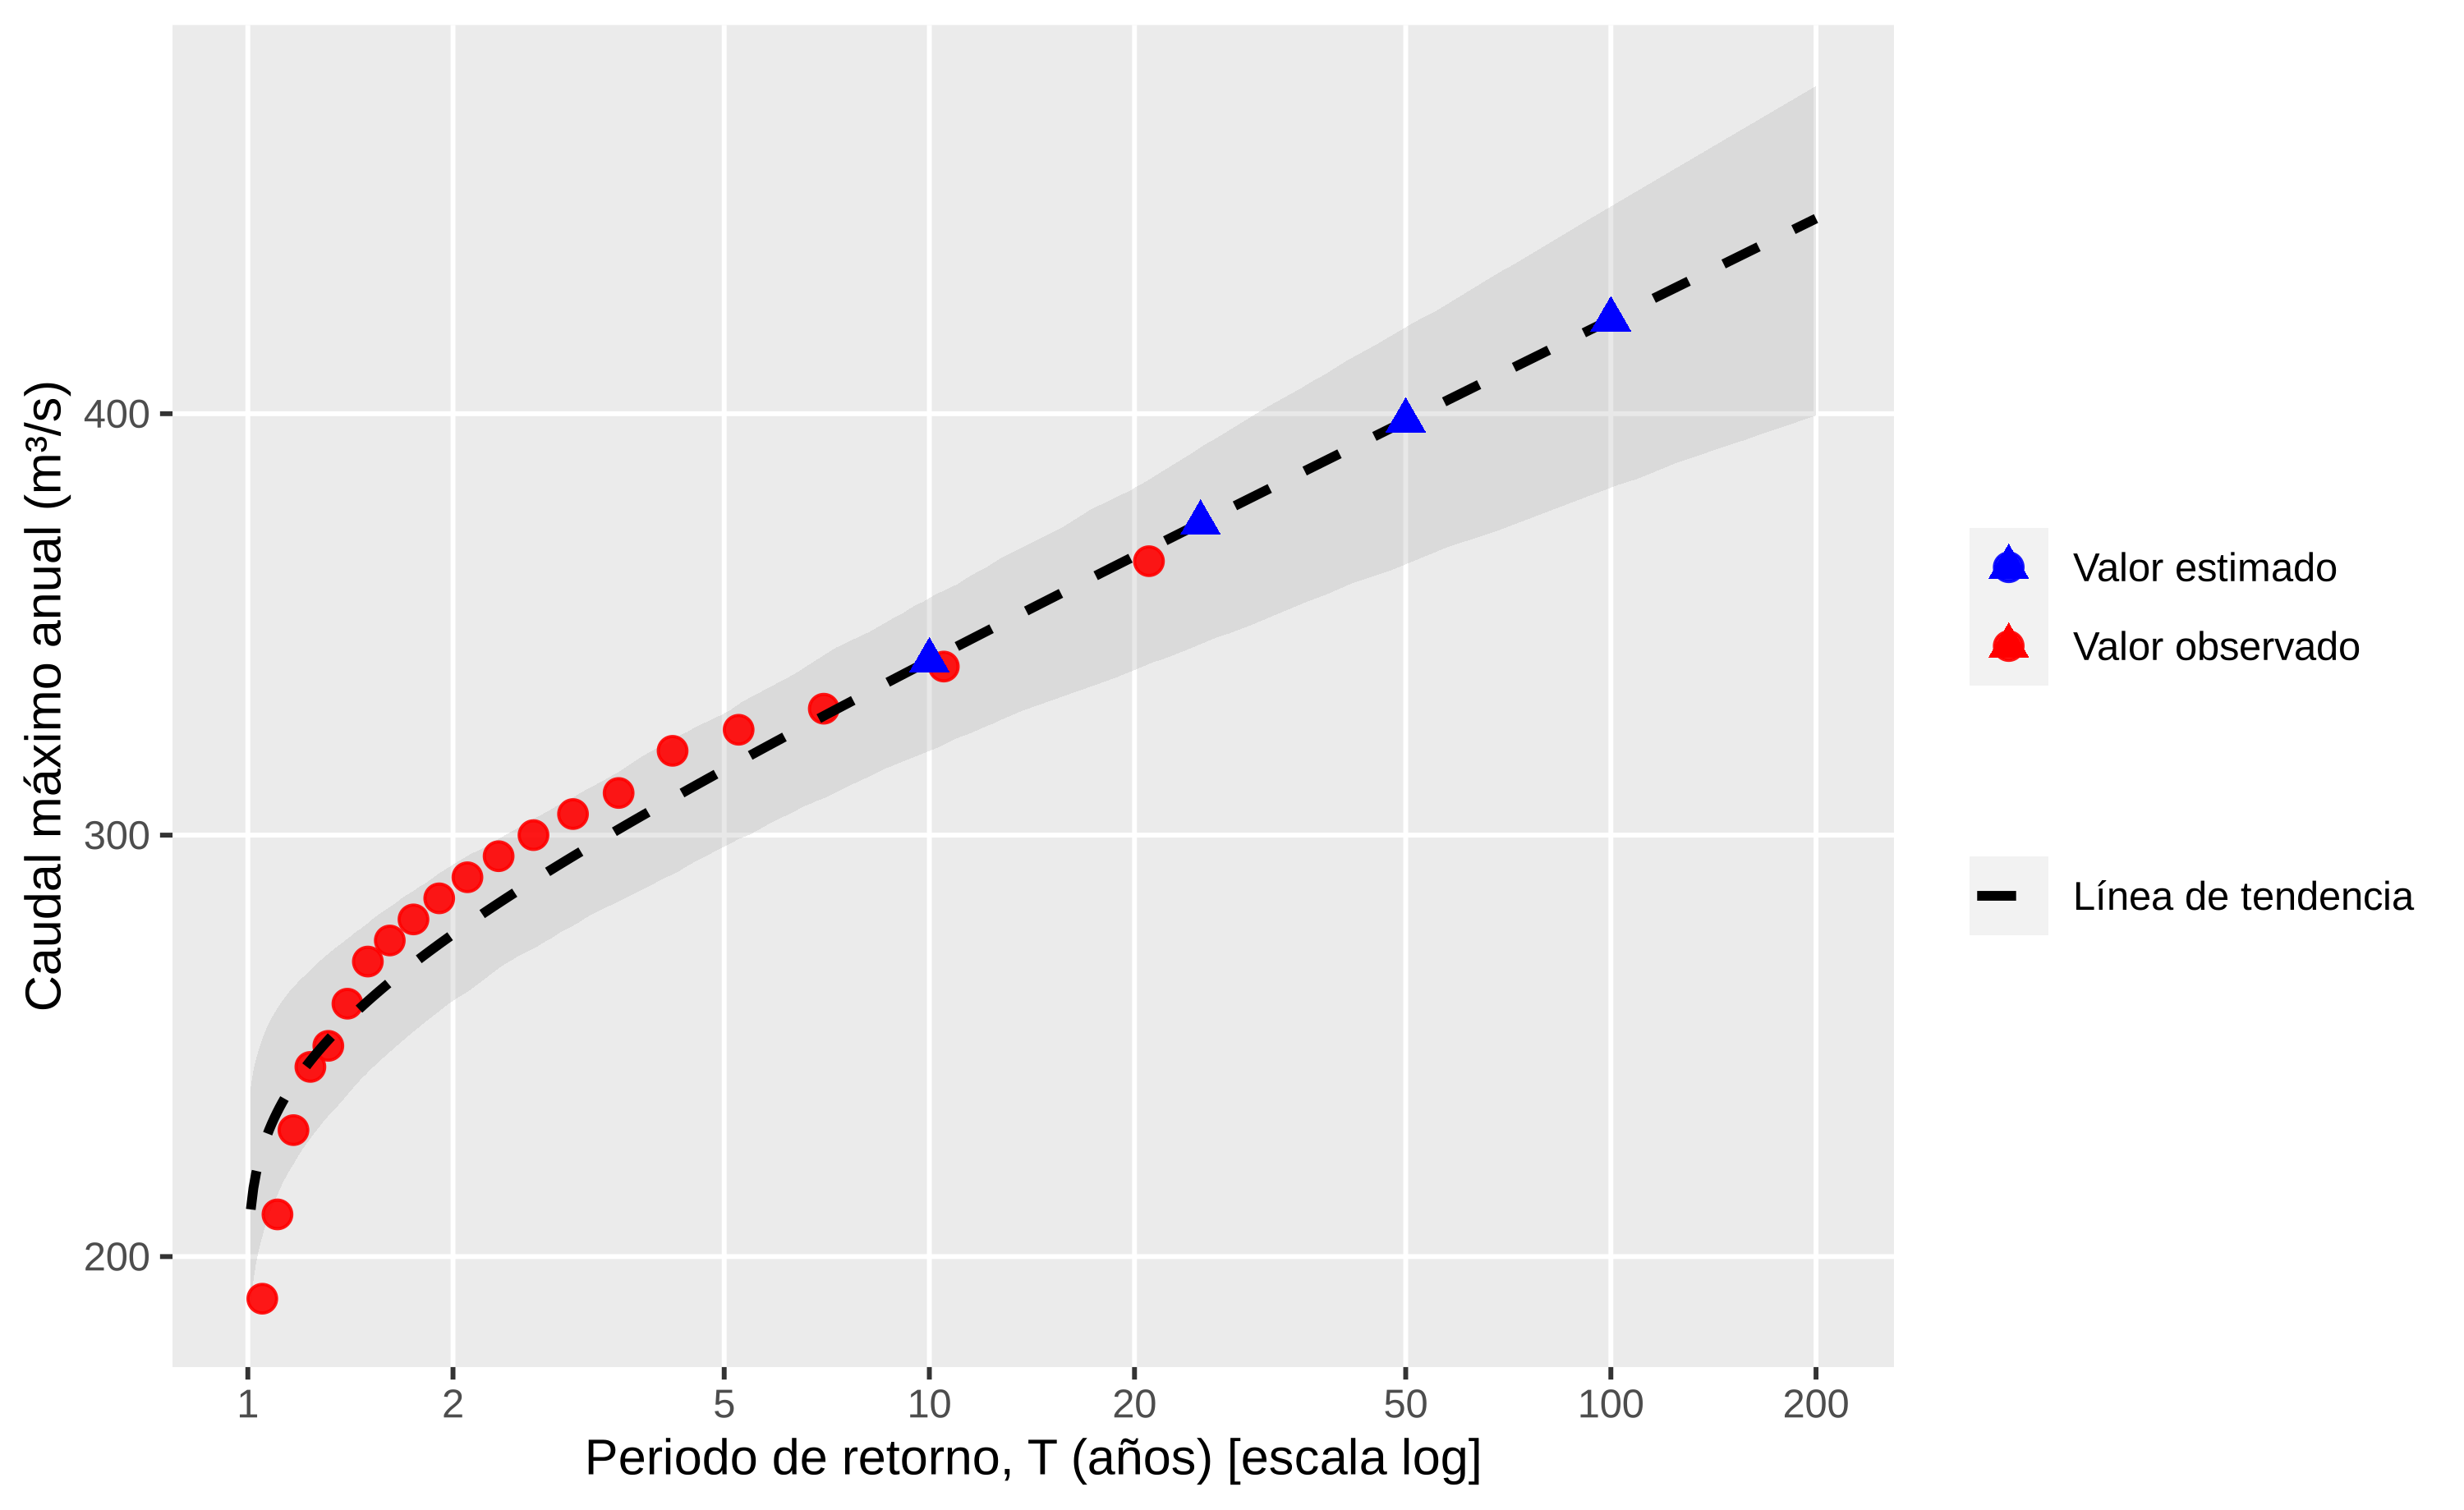 Caudal máximo anual (m³/s)
400
300
200
1 2 5 10 20 50 100 200
Periodo de retorno, T (años) [escala log]
Valor estimado
Valor observado
Línea de tendencia